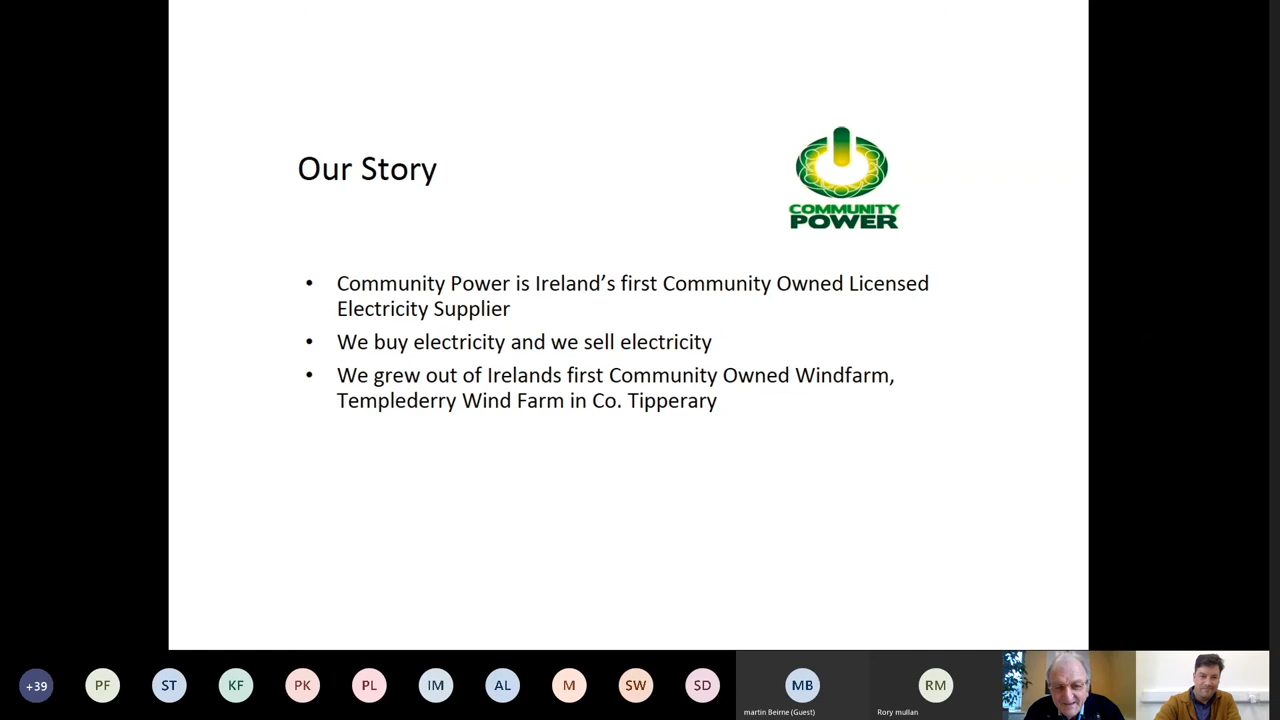 Our Story
COMMUNITY
POWER
• Community Power is Ireland’s first Community Owned Licensed
Electricity Supplier
• We buy electricity and we sell electricity
• We grew out of Irelands first Community Owned Windfarm,
Templederry Wind Farm in Co. Tipperary
+39 PF ST KF PK PL IM AL M SW SD MB RM
martin Beirne (Guest) Rory mullan